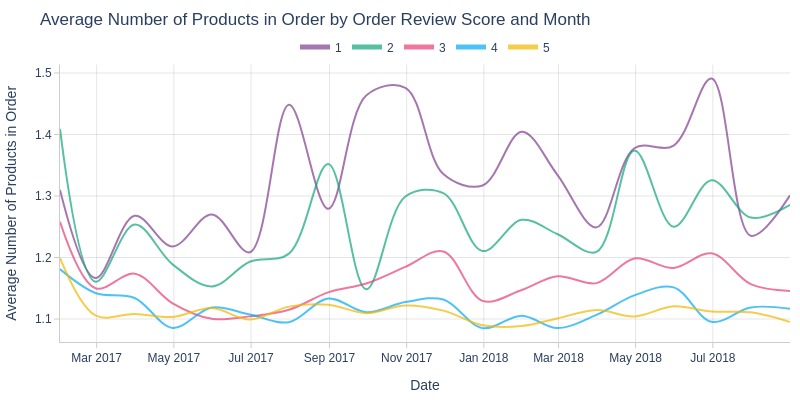 Average Number of Products in Order by Order Review Score and Month
1 2 3 4 5
Average Number of Products in Order
1.5
1.4
1.3
1.2
1.1
Mar 2017 May 2017 Jul 2017 Sep 2017 Nov 2017 Jan 2018 Mar 2018 May 2018 Jul 2018
Date